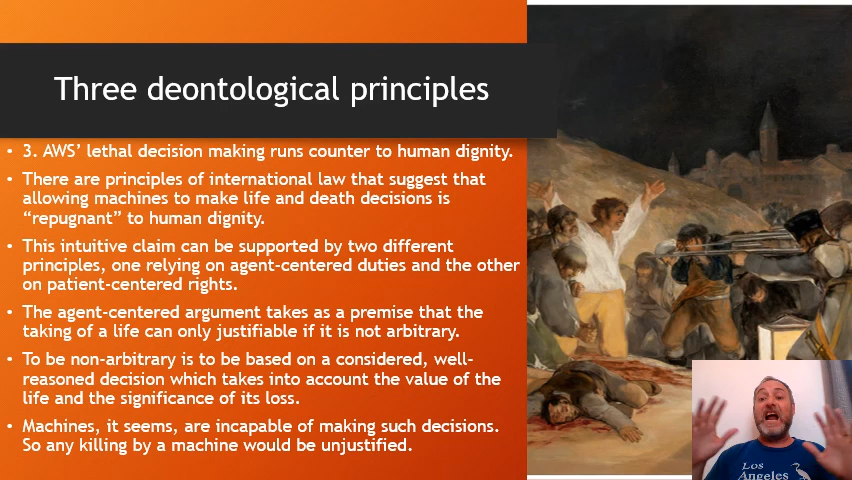 Three deontological principles
• 3. AWS’ lethal decision making runs counter to human dignity.
• There are principles of international law that suggest that
allowing machines to make life and death decisions is
“repugnant” to human dignity.
• This intuitive claim can be supported by two different
principles, one relying on agent-centered duties and the other
on patient-centered rights.
• The agent-centered argument takes as a premise that the
taking of a life can only justifiable if it is not arbitrary.
• To be non-arbitrary is to be based on a considered, well-
reasoned decision which takes into account the value of the
life and the significance of its loss.
• Machines, it seems, are incapable of making such decisions.
So any killing by a machine would be unjustified.
Los
Angeles